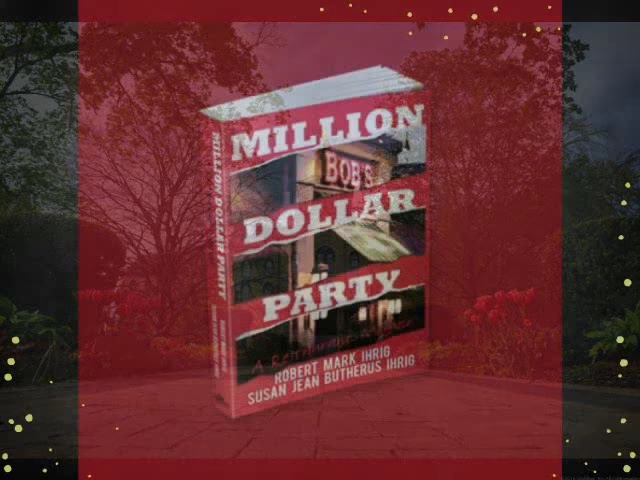 MILLION
BOB'S
DOLLAR
PARTY
ROBERT MARK IHRIG
SUSAN JEAN BUTHERUS IHRIG
MILLION DOLLAR PARTY